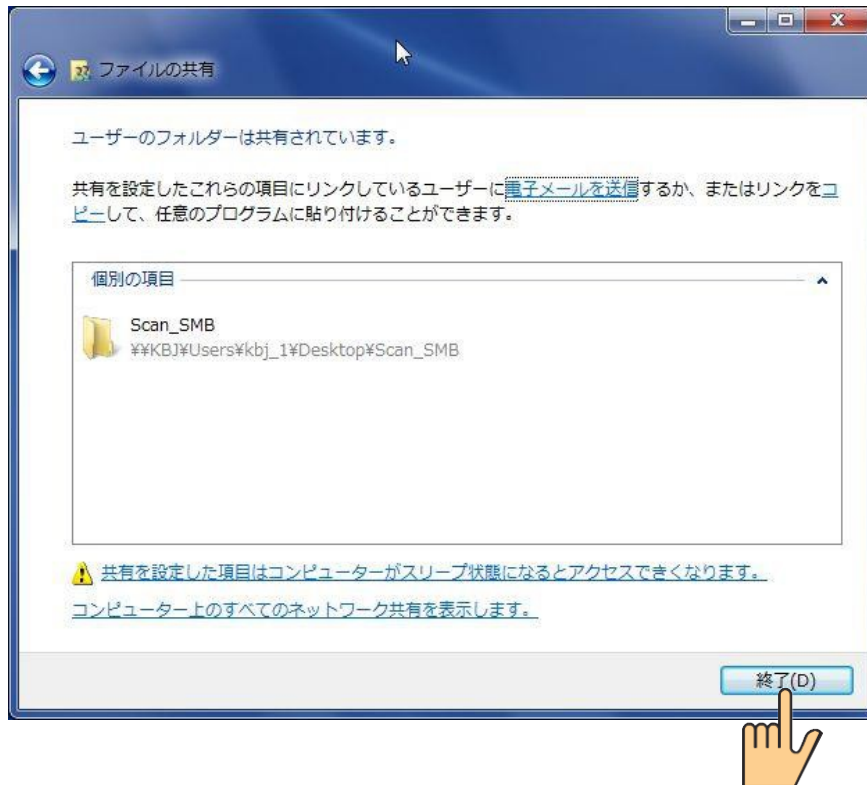 ファイルの共有
ユーザーのフォルダーは共有されています。
共有を設定したこれらの項目にリンクしているユーザーに電子メールを送信するか、またはリンクをコ
ピーして、任意のプログラムに貼り付けることができます。
個別の項目
Scan_SMB
¥¥KBJ¥Users¥kbj_1¥Desktop¥Scan_SMB
共有を設定した項目はコンピューターがスリープ状態になるとアクセスできくなります。
コンピューター上のすべてのネットワーク共有を表示します。
終了(D)